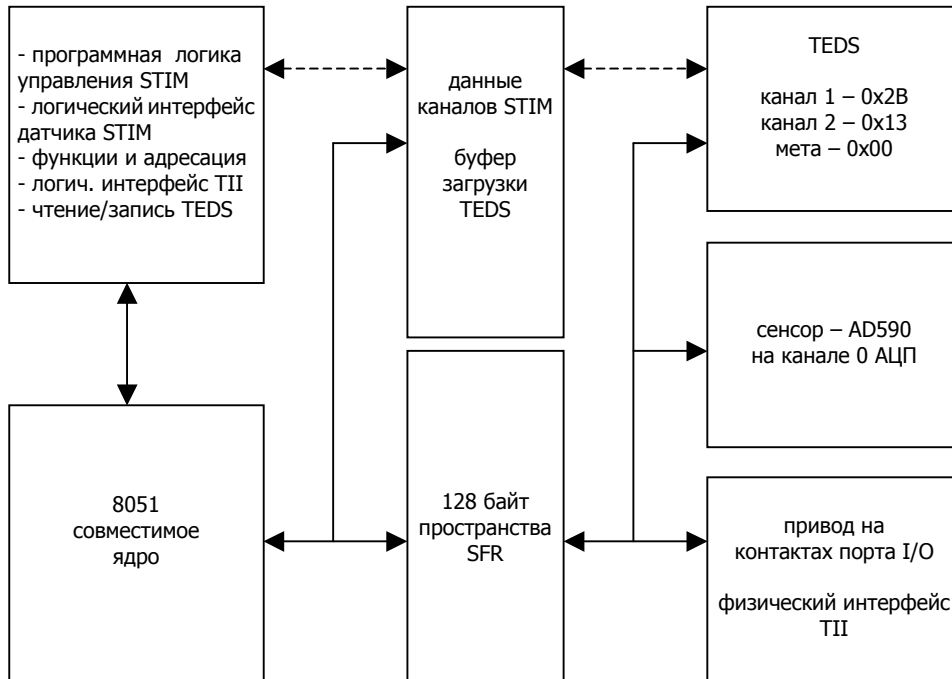 - программная логика
управления STIM
- логический интерфейс
датчика STIM
- функции и адресация
- логич. интерфейс TII
- чтение/запись TEDS
данные
каналов STIM
буфер
загрузки
TEDS
TEDS
канал 1 – 0x2B
канал 2 – 0x13
мета – 0x00
сенсор – AD590
на канале 0 АЦП
8051
совместимое
ядро
128 байт
пространства
SFR
привод на
контактах порта I/O
физический интерфейс
TII